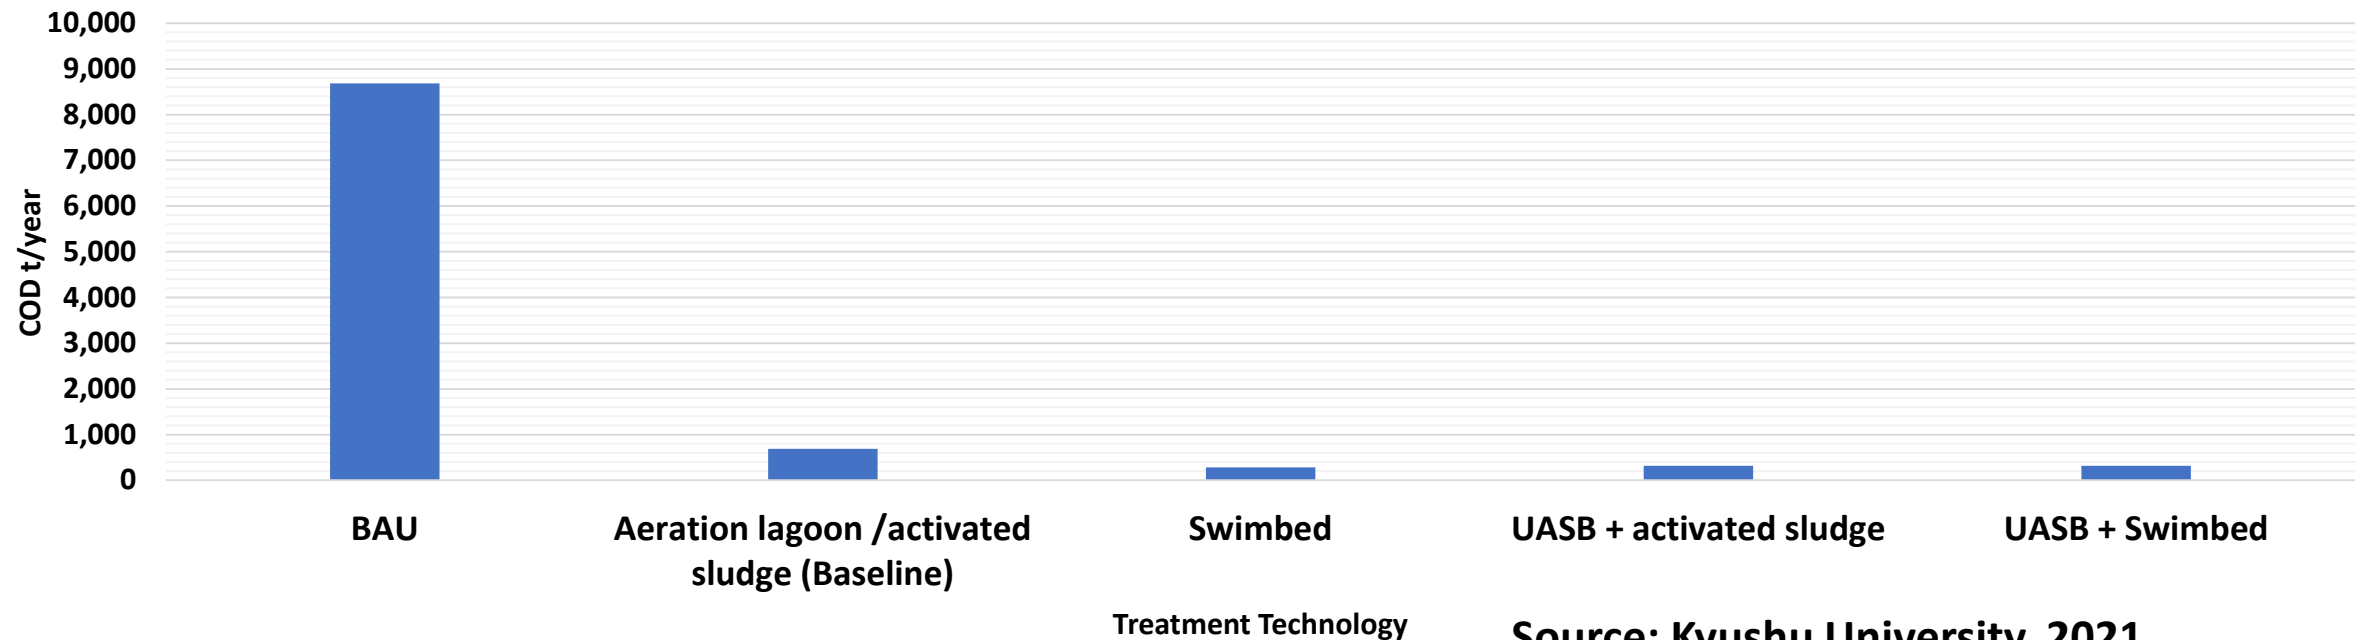 10,000
9,000
8,000
7,000
6,000
5,000
4,000
3,000
2,000
1,000
0
COD t/year
BAU
Aeration lagoon /activated
sludge (Baseline)
Swimbed
UASB + activated sludge
UASB + Swimbed
Treatment Technology
Source: Kyushu University, 2021